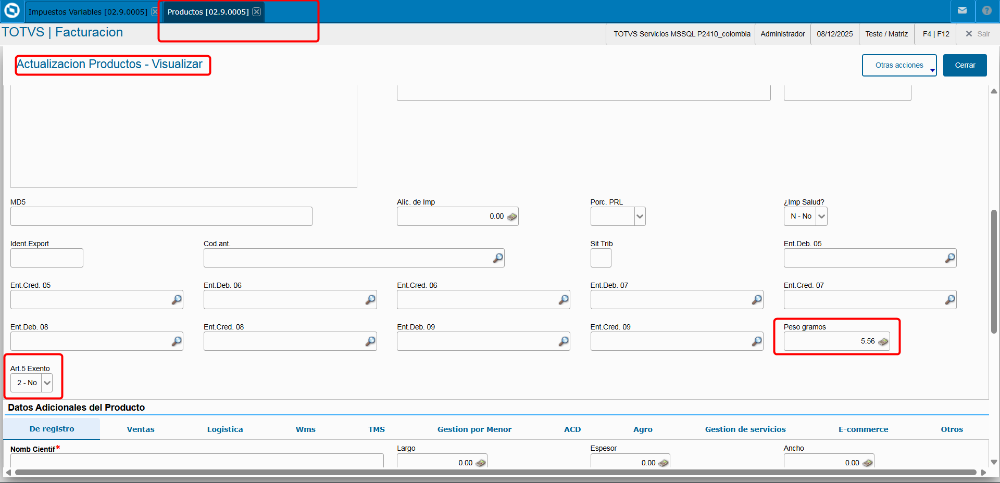 Impuestos Variables [02.9.0005]
Productos [02.9.0005]
TOTVS | Facturacion
TOTVS Servicios MSSQL P2410_colombia
Administrador
08/12/2025
Teste / Matriz
F4 | F12
Sair
Actualizacion Productos - Visualizar
Otras acciones
Cerrar
MD5
Alíc. de Imp
Porc. PRL
¿Imp Salud?
0.00
N - No
Ident.Export
Cod.ant.
Sit Trib
Ent.Deb. 05
Ent.Cred. 05
Ent.Deb. 06
Ent.Cred. 06
Ent.Deb. 07
Ent.Cred. 07
Ent.Deb. 08
Ent.Cred. 08
Ent.Deb. 09
Ent.Cred. 09
Peso gramos
5.56
Art.5 Exento
2 - No
Datos Adicionales del Producto
De registro
Ventas
Logistica
Wms
TMS
Gestion por Menor
ACD
Agro
Gestion de servicios
E-commerce
Otros
Nomb Cientif*
Largo
Espesor
Ancho
0.00
0.00
0.00